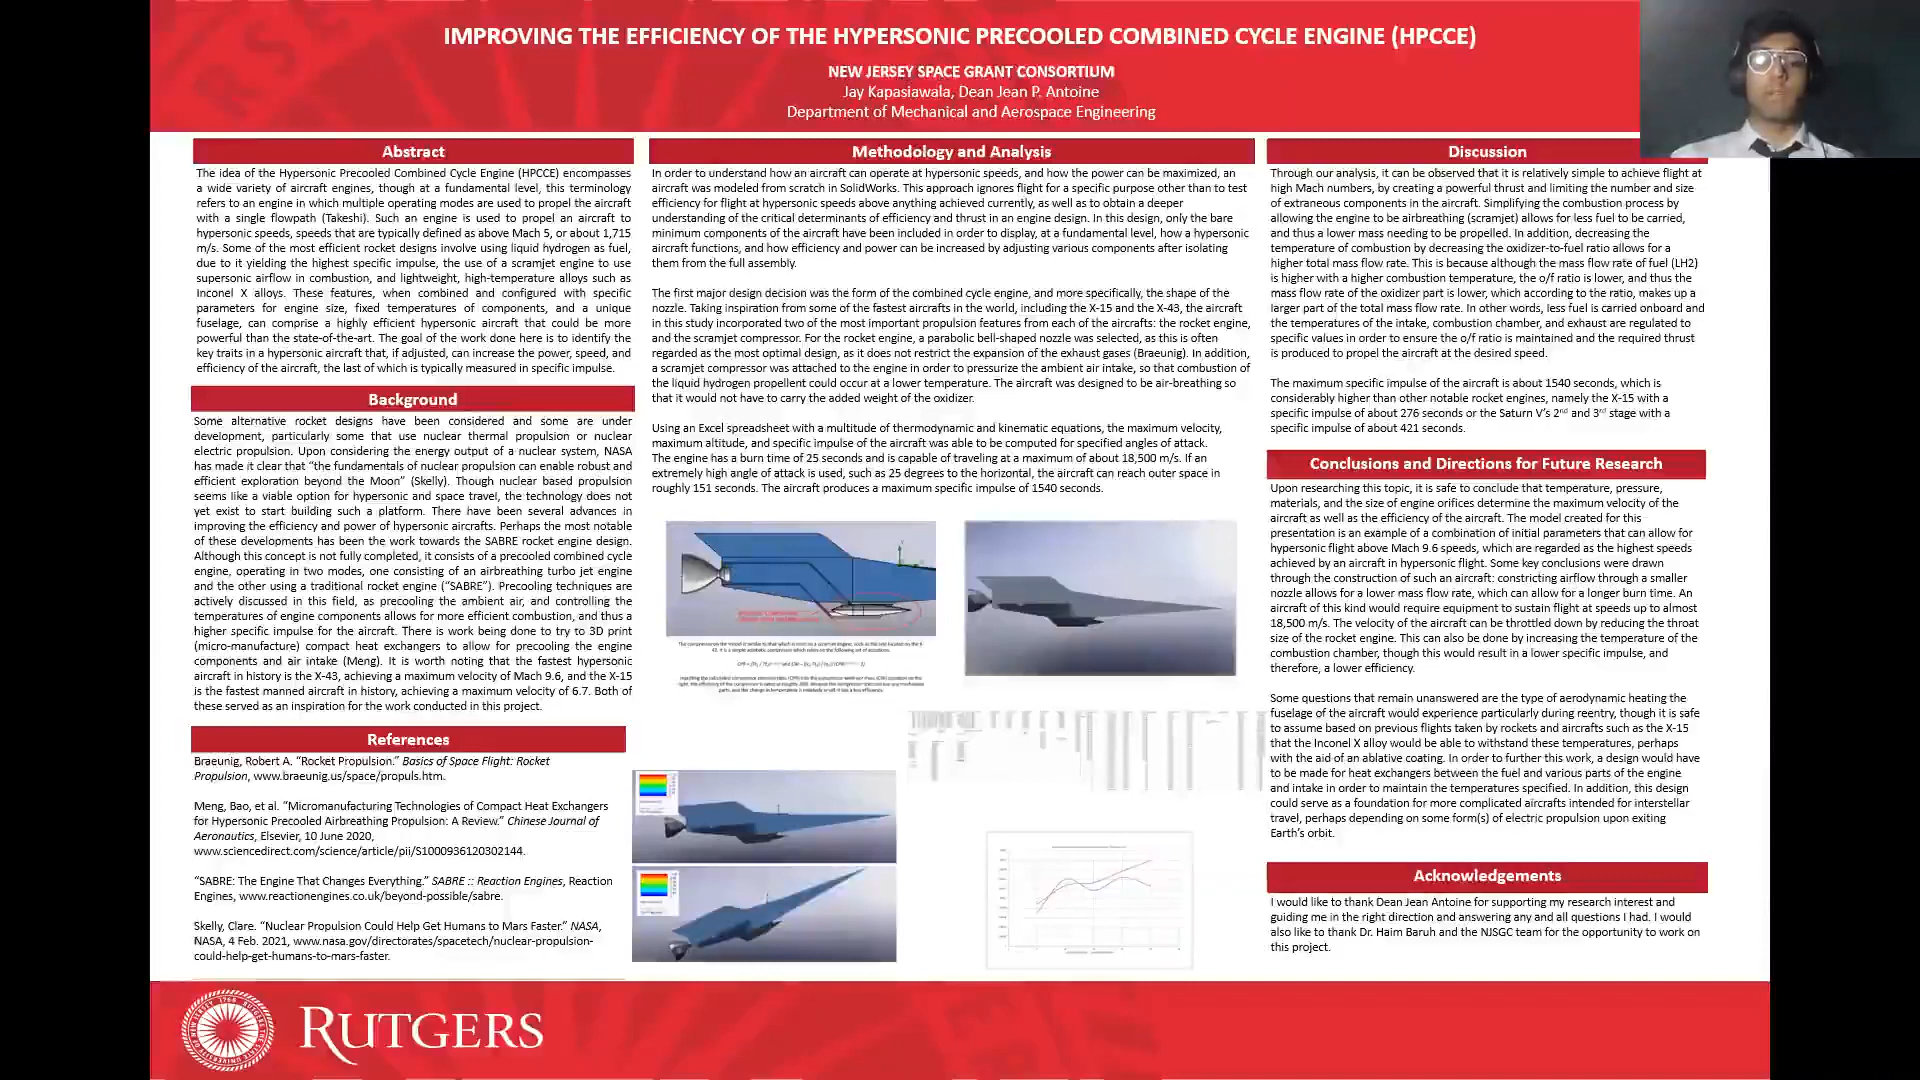 IMPROVING THE EFFICIENCY OF THE HYPERSONIC PRECOOLED COMBINED CYCLE ENGINE (HPCCE)
NEW JERSEY SPACE GRANT CONSORTIUM
Jay Kapasiawala, Dean Jean P. Antoine
Department of Mechanical and Aerospace Engineering
Abstract
The idea of the Hypersonic Precooled Combined Cycle Engine (HPCCE) encompasses
a wide variety of aircraft engines, though at a fundamental level, this terminology
refers to an engine in which multiple operating modes are used to propel the aircraft
with a single flowpath (Takeshi). Such an engine is used to propel an aircraft to
hypersonic speeds, speeds that are typically defined as above Mach 5, or about 1,715
m/s. Some of the most efficient rocket designs involve using liquid hydrogen as fuel,
due to it yielding the highest specific impulse, the use of a scramjet engine to use
supersonic airflow in combustion, and lightweight, high-temperature alloys such as
Inconel X alloys. These features, when combined and configured with specific
parameters for engine size, fixed temperatures of components, and a unique
fuselage, can comprise a highly efficient hypersonic aircraft that could be more
powerful than the state-of-the-art. The goal of the work done here is to identify the
key traits in a hypersonic aircraft that, if adjusted, can increase the power, speed, and
efficiency of the aircraft, the last of which is typically measured in specific impulse.
Background
Some alternative rocket designs have been considered and some are under
development, particularly some that use nuclear thermal propulsion or nuclear
electric propulsion. Upon considering the energy output of a nuclear system, NASA
has made it clear that “the fundamentals of nuclear propulsion can enable robust and
efficient exploration beyond the Moon” (Skelly). Though nuclear based propulsion
seems like a viable option for hypersonic and space travel, the technology does not
yet exist to start building such a platform. There have been several advances in
improving the efficiency and power of hypersonic aircrafts. Perhaps the most notable
of these developments has been the work towards the SABRE rocket engine design.
Although this concept is not fully completed, it consists of a precooled combined cycle
engine, operating in two modes, one consisting of an airbreathing turbo jet engine
and the other using a traditional rocket engine (“SABRE”). Precooling techniques are
actively discussed in this field, as precooling the ambient air, and controlling the
temperatures of engine components allows for more efficient combustion, and thus a
higher specific impulse for the aircraft. There is work being done to try to 3D print
(micro-manufacture) compact heat exchangers to allow for precooling the engine
components and air intake (Meng). It is worth noting that the fastest hypersonic
aircraft in history is the X-43, achieving a maximum velocity of Mach 9.6, and the X-15
is the fastest manned aircraft in history, achieving a maximum velocity of 6.7. Both of
these served as an inspiration for the work conducted in this project.
References
Braeunig, Robert A. “Rocket Propulsion.” Basics of Space Flight: Rocket
Propulsion, www.braeunig.us/space/propuls.htm.
Meng, Bao, et al. “Micromanufacturing Technologies of Compact Heat Exchangers
for Hypersonic Precooled Airbreathing Propulsion: A Review.” Chinese Journal of
Aeronautics, Elsevier, 10 June 2020,
www.sciencedirect.com/science/article/pii/S1000936120302144.
“SABRE: The Engine That Changes Everything.” SABRE :: Reaction Engines, Reaction
Engines, www.reactionengines.co.uk/beyond-possible/sabre.
Skelly, Clare. “Nuclear Propulsion Could Help Get Humans to Mars Faster.” NASA,
NASA, 4 Feb. 2021, www.nasa.gov/directorates/spacetech/nuclear-propulsion-
could-help-get-humans-to-mars-faster.
Methodology and Analysis
In order to understand how an aircraft can operate at hypersonic speeds, and how the power can be maximized, an
aircraft was modeled from scratch in SolidWorks. This approach ignores flight for a specific purpose other than to test
efficiency for flight at hypersonic speeds above anything achieved currently, as well as to obtain a deeper
understanding of the critical determinants of efficiency and thrust in an engine design. In this design, only the bare
minimum components of the aircraft have been included in order to display, at a fundamental level, how a hypersonic
aircraft functions, and how efficiency and power can be increased by adjusting various components after isolating
them from the full assembly.
The first major design decision was the form of the combined cycle engine, and more specifically, the shape of the
nozzle. Taking inspiration from some of the fastest aircrafts in the world, including the X-15 and the X-43, the aircraft
in this study incorporated two of the most important propulsion features from each of the aircrafts: the rocket engine,
and the scramjet compressor. For the rocket engine, a parabolic bell-shaped nozzle was selected, as this is often
regarded as the most optimal design, as it does not restrict the expansion of the exhaust gases (Braeunig). In addition,
a scramjet compressor was attached to the engine in order to pressurize the ambient air intake, so that combustion of
the liquid hydrogen propellent could occur at a lower temperature. The aircraft was designed to be air-breathing so
that it would not have to carry the added weight of the oxidizer.
Using an Excel spreadsheet with a multitude of thermodynamic and kinematic equations, the maximum velocity,
maximum altitude, and specific impulse of the aircraft was able to be computed for specified angles of attack.
The engine has a burn time of 25 seconds and is capable of traveling at a maximum of about 18,500 m/s. If an
extremely high angle of attack is used, such as 25 degrees to the horizontal, the aircraft can reach outer space in
roughly 151 seconds. The aircraft produces a maximum specific impulse of 1540 seconds.
Discussion
Through our analysis, it can be observed that it is relatively simple to achieve flight at
high Mach numbers, by creating a powerful thrust and limiting the number and size
of extraneous components in the aircraft. Simplifying the combustion process by
allowing the engine to be airbreathing (scramjet) allows for less fuel to be carried,
and thus a lower mass needing to be propelled. In addition, decreasing the
temperature of combustion by decreasing the oxidizer-to-fuel ratio allows for a
higher total mass flow rate. This is because although the mass flow rate of fuel (LH2)
is higher with a higher combustion temperature, the o/f ratio is lower, and thus the
mass flow rate of the oxidizer part is lower, which according to the ratio, makes up a
larger part of the total mass flow rate. In other words, less fuel is carried onboard and
the temperatures of the intake, combustion chamber, and exhaust are regulated to
specific values in order to ensure the o/f ratio is maintained and the required thrust
is produced to propel the aircraft at the desired speed.
The maximum specific impulse of the aircraft is about 1540 seconds, which is
considerably higher than other notable rocket engines, namely the X-15 with a
specific impulse of about 276 seconds or the Saturn V’s 2nd and 3rd stage with a
specific impulse of about 421 seconds.
Conclusions and Directions for Future Research
Upon researching this topic, it is safe to conclude that temperature, pressure,
materials, and the size of engine orifices determine the maximum velocity of the
aircraft as well as the efficiency of the aircraft. The model created for this
presentation is an example of a combination of initial parameters that can allow for
hypersonic flight above Mach 9.6 speeds, which are regarded as the highest speeds
achieved by an aircraft in hypersonic flight. Some key conclusions were drawn
through the construction of such an aircraft: constricting airflow through a smaller
nozzle allows for a lower mass flow rate, which can allow for a longer burn time. An
aircraft of this kind would require equipment to sustain flight at speeds up to almost
18,500 m/s. The velocity of the aircraft can be throttled down by reducing the throat
size of the rocket engine. This can also be done by increasing the temperature of the
combustion chamber, though this would result in a lower specific impulse, and
therefore, a lower efficiency.
Some questions that remain unanswered are the type of aerodynamic heating the
fuselage of the aircraft would experience particularly during reentry, though it is safe
to assume based on previous flights taken by rockets and aircrafts such as the X-15
that the Inconel X alloy would be able to withstand these temperatures, perhaps
with the aid of an ablative coating. In order to further this work, a design would have
to be made for heat exchangers between the fuel and various parts of the engine
and intake in order to maintain the temperatures specified. In addition, this design
could serve as a foundation for more complicated aircrafts intended for interstellar
travel, perhaps depending on some form(s) of electric propulsion upon exiting
Earth’s orbit.
Acknowledgements
I would like to thank Dean Jean Antoine for supporting my research interest and
guiding me in the right direction and answering any and all questions I had. I would
also like to thank Dr. Haim Baruh and the NJSGC team for the opportunity to work on
this project.
RUTGERS